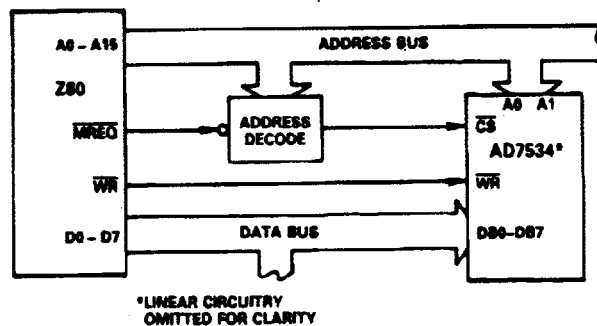 A0 – A15
ADDRESS BUS
Z80
A0 A1
MREQ
ADDRESS
DECODE
CS
AD7534*
WR
WR
D0 – D7
DATA BUS
DB0–DB7
*LINEAR CIRCUITRY
OMITTED FOR CLARITY